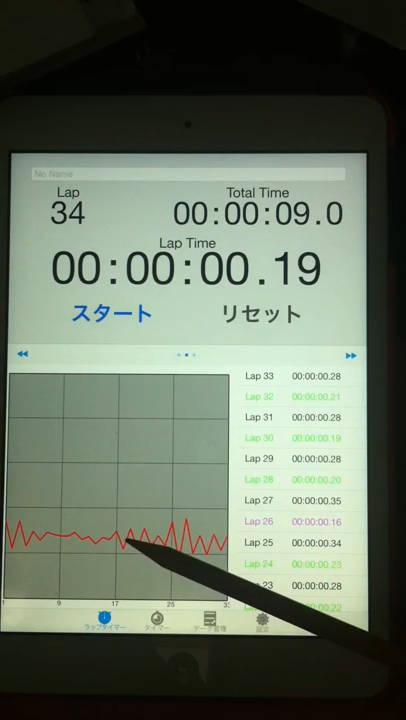 No Name
Lap Total Time
34 00:00:09.0
Lap Time
00:00:00.19
スタート リセット
Lap 33 00:00:00.28
Lap 32 00:00:00.21
Lap 31 00:00:00.28
Lap 30 00:00:00.19
Lap 29 00:00:00.28
Lap 28 00:00:00.20
Lap 27 00:00:00.35
Lap 26 00:00:00.16
Lap 25 00:00:00.34
Lap 24 00:00:00.23
23 00:00:00.28
00:00:00.22
1 9 17 25
ラップタイマー タイマー データ管理 設定